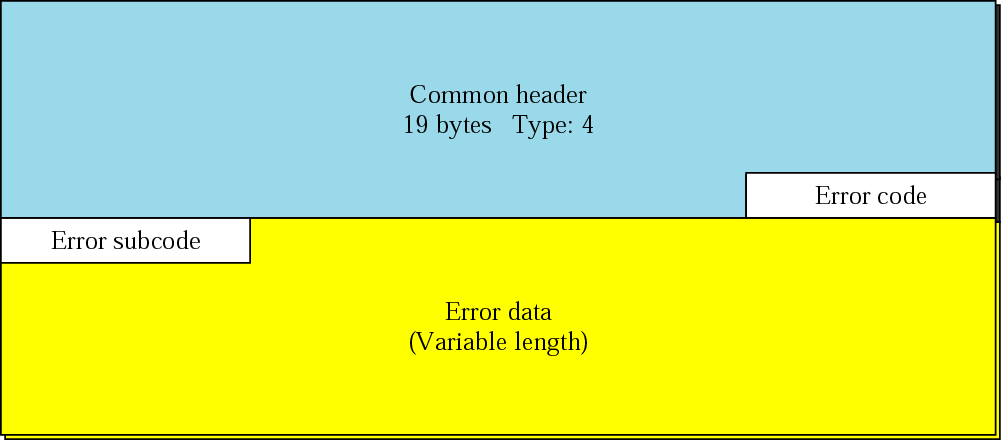 Common header
19 bytes Type: 4
Error code
Error subcode
Error data
(Variable length)